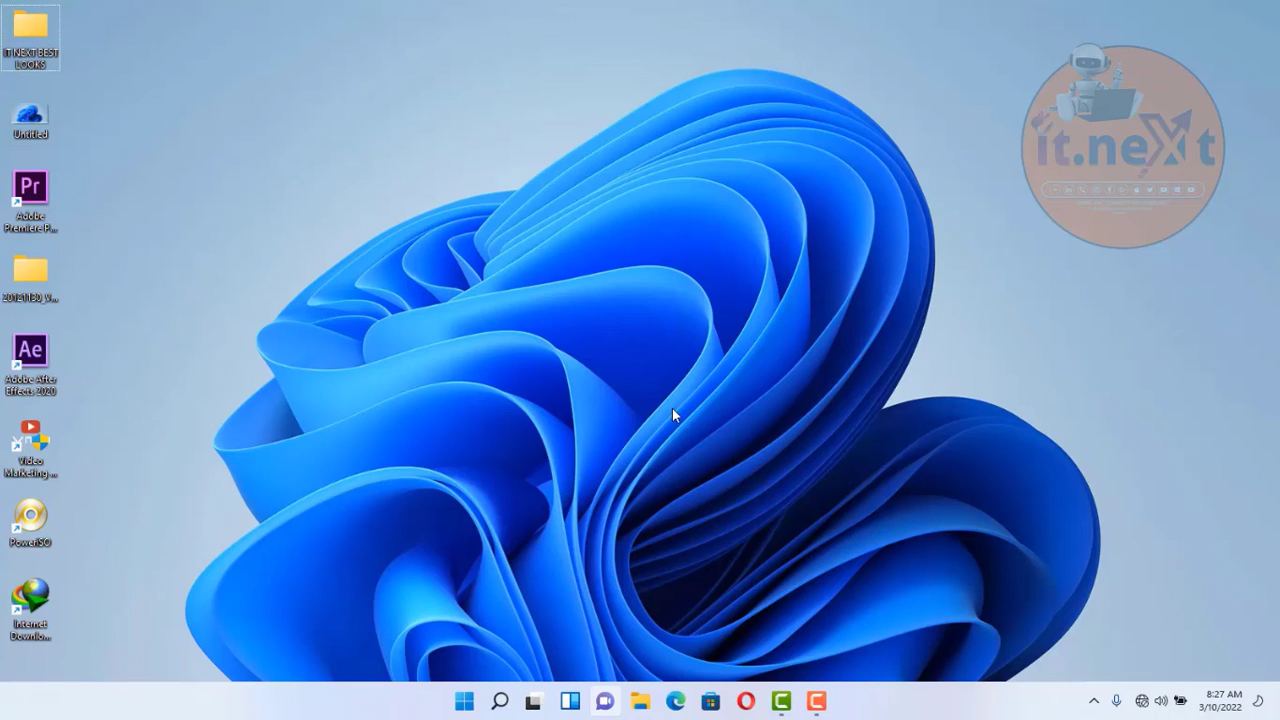 IT NEXT BEST
LOOKS
Untitled
Pr
Adobe
Premiere P...
Ae
Adobe After
Effects 2020
Video
Marketing ...
PowerISO
Internet
Downlo...
it.neXt
8:27 AM
3/10/2022